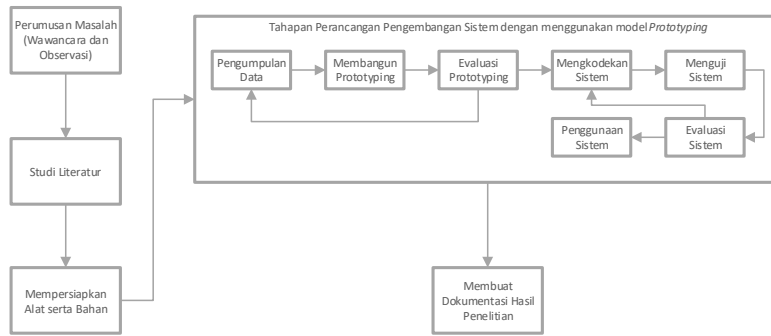 Perumusan Masalah
(Wawancara dan
Observasi)
Studi Literatur
Mempersiapkan
Alat serta Bahan
Tahapan Perancangan Pengembangan Sistem dengan menggunakan model Prototyping
Pengumpulan
Data
Membangun
Prototyping
Evaluasi
Prototyping
Mengkodekan
Sistem
Menguji
Sistem
Penggunaan
Sistem
Evaluasi
Sistem
Membuat
Dokumentasi Hasil
Penelitian